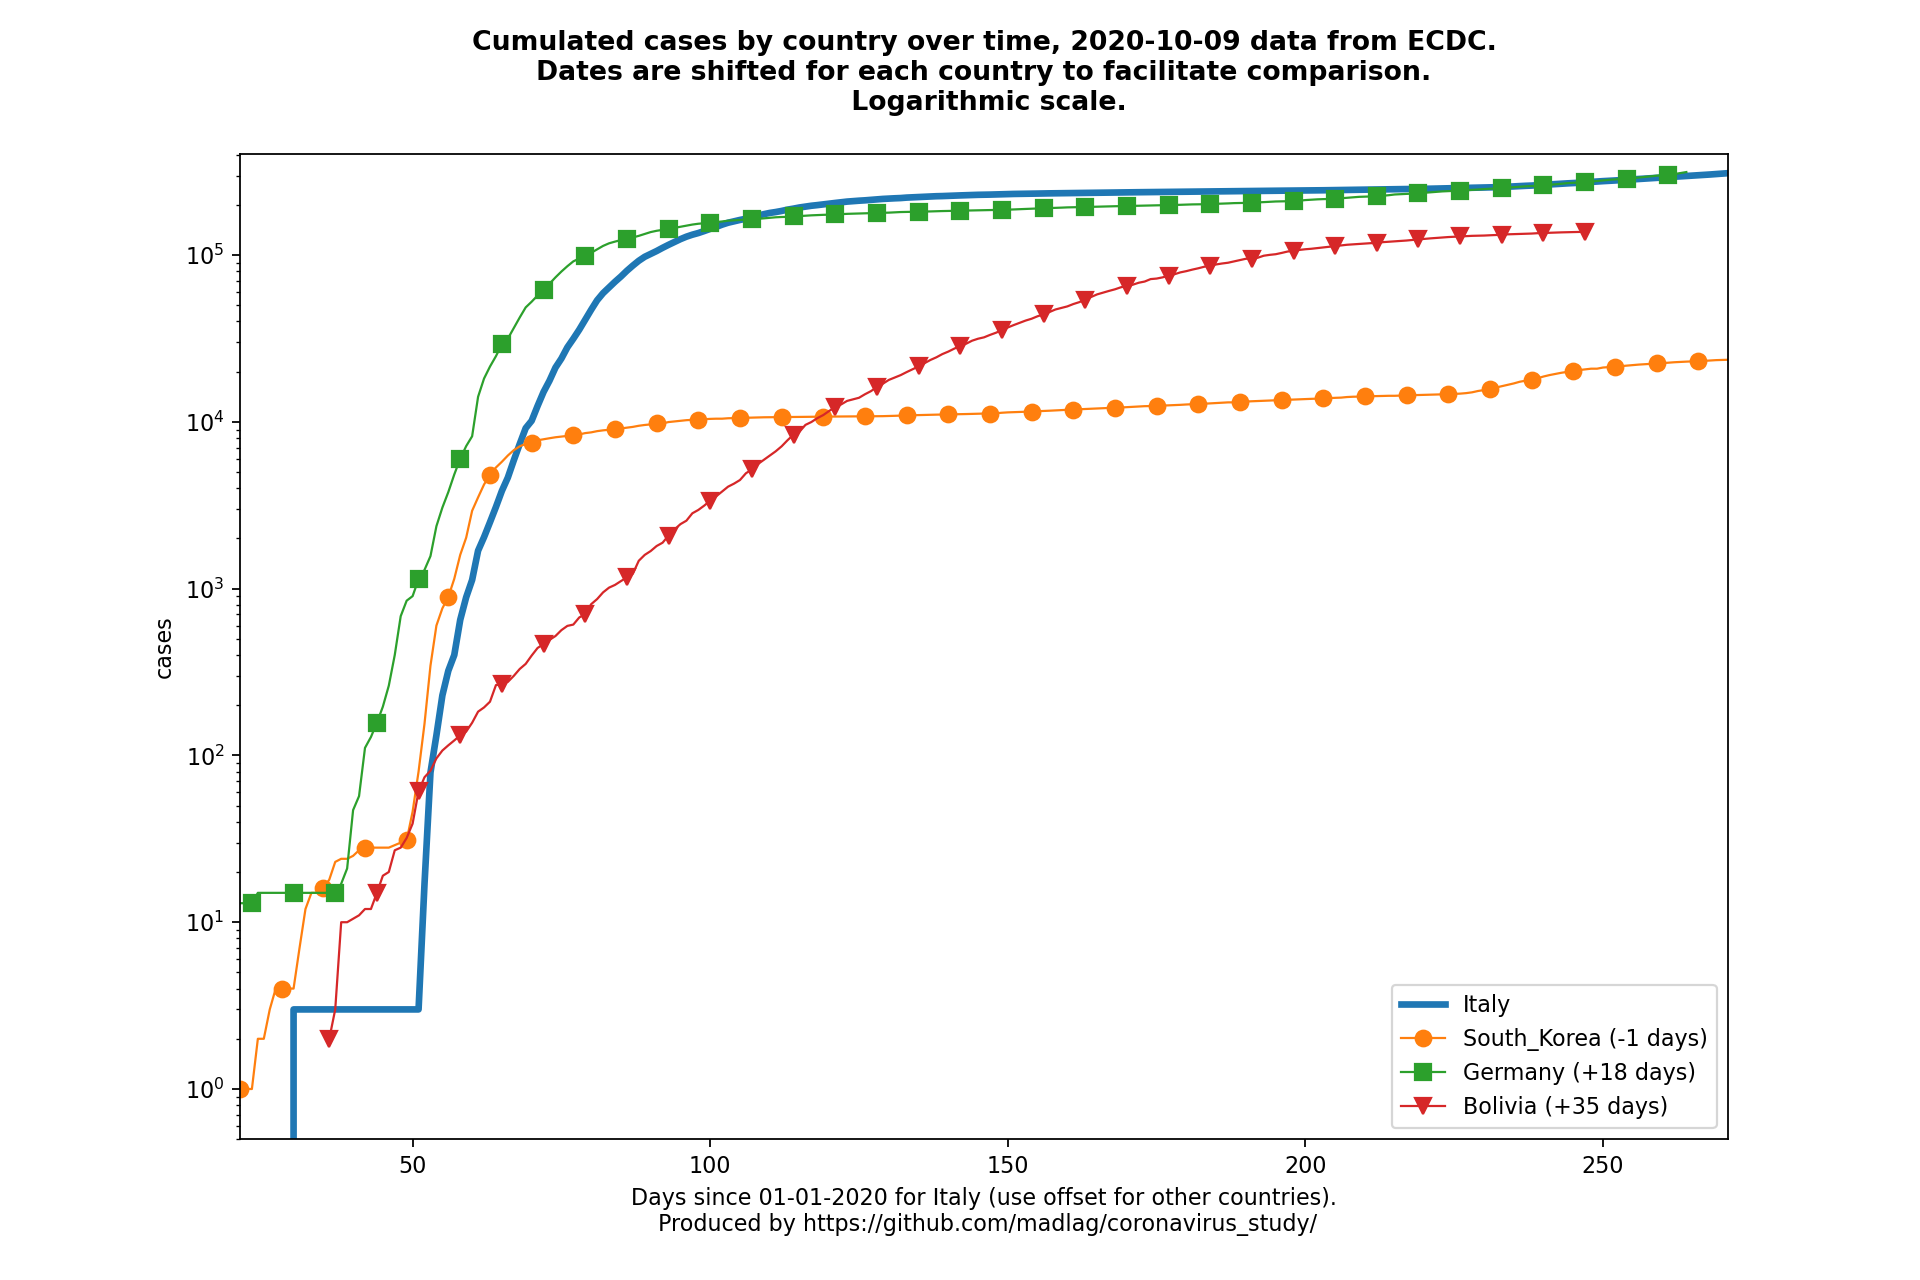 Cumulated cases by country over time, 2020-10-09 data from ECDC.
Dates are shifted for each country to facilitate comparison.
Logarithmic scale.
cases
10^5
10^4
10^3
10^2
10^1
10^0
50 100 150 200 250
Italy
South_Korea (-1 days)
Germany (+18 days)
Bolivia (+35 days)
Days since 01-01-2020 for Italy (use offset for other countries).
Produced by https://github.com/madlag/coronavirus_study/